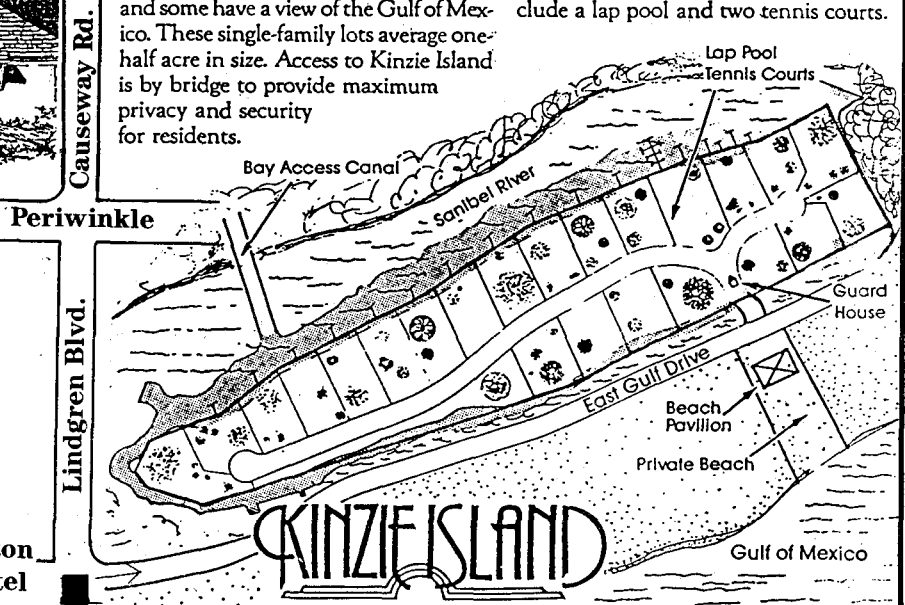 and some have a view of the Gulf of Mex-
ico. These single-family lots average one-
half acre in size. Access to Kinzie Island
is by bridge to provide maximum
privacy and security
for residents.
clude a lap pool and two tennis courts.
Lap Pool
Tennis Courts
Causeway Rd.
Bay Access Canal
Sanibel River
Periwinkle
Lindgren Blvd.
Guard
House
East Gulf Drive
Beach
Pavilion
Private Beach
KINZIE ISLAND
Gulf of Mexico